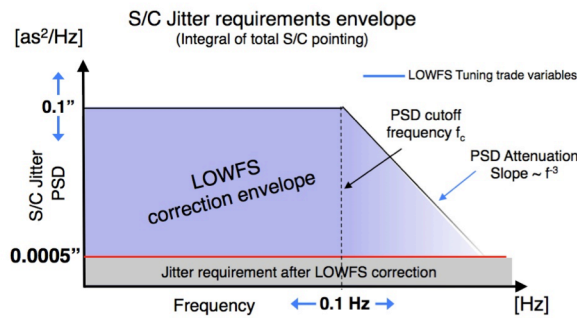 S/C Jitter requirements envelope
(Integral of total S/C pointing)
[as²/Hz]
LOWFS Tuning trade variables
0.1”
PSD cutoff
frequency f_c
PSD Attenuation
Slope ~ f⁻³
LOWFS
correction envelope
S/C Jitter
PSD
0.0005”
Jitter requirement after LOWFS correction
Frequency
0.1 Hz
[Hz]